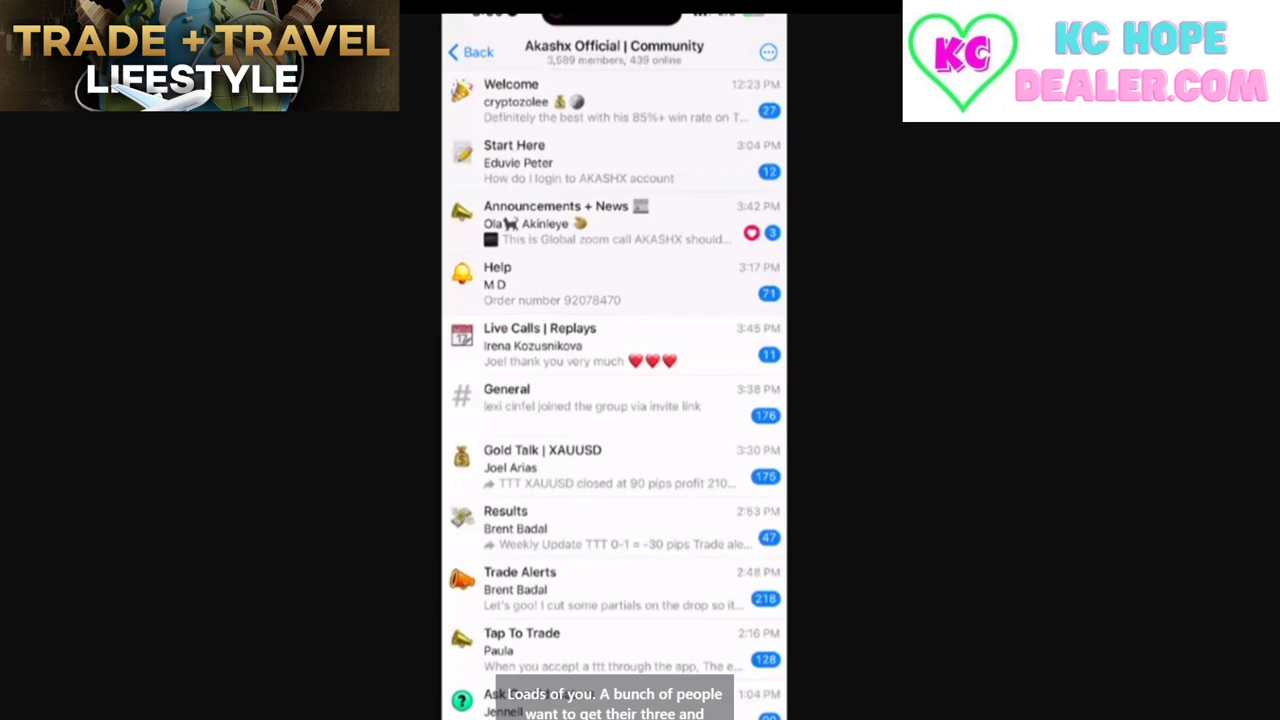 TRADE + TRAVEL
LIFESTYLE
KC
KC HOPE
DEALER.COM
Back
Akashx Official | Community
3,589 members, 439 online
Welcome
12:23 PM
cryptozolee
Definitely the best with his 85%+ win rate on T...
27
Start Here
3:04 PM
Eduvie Peter
How do I login to AKASHX account
12
Announcements + News
3:42 PM
Ola Akinleye
This is Global zoom call AKASHX should...
3
Help
3:17 PM
M D
Order number 92078470
71
Live Calls | Replays
3:45 PM
Irena Kozusnikova
Joel thank you very much
11
General
3:38 PM
lexi cinfel joined the group via invite link
176
Gold Talk | XAUUSD
3:30 PM
Joel Arias
TTT XAUUSD closed at 90 pips profit 210...
175
Results
2:53 PM
Brent Badal
Weekly Update TTT 0-1 = -30 pips Trade ale...
47
Trade Alerts
2:48 PM
Brent Badal
Let's goo! I cut some partials on the drop so it...
218
Tap To Trade
2:16 PM
Paula
When you accept a ttt through the app, The e...
128
Ask
1:04 PM
Jennell
Loads of you. A bunch of people
want to get their three and